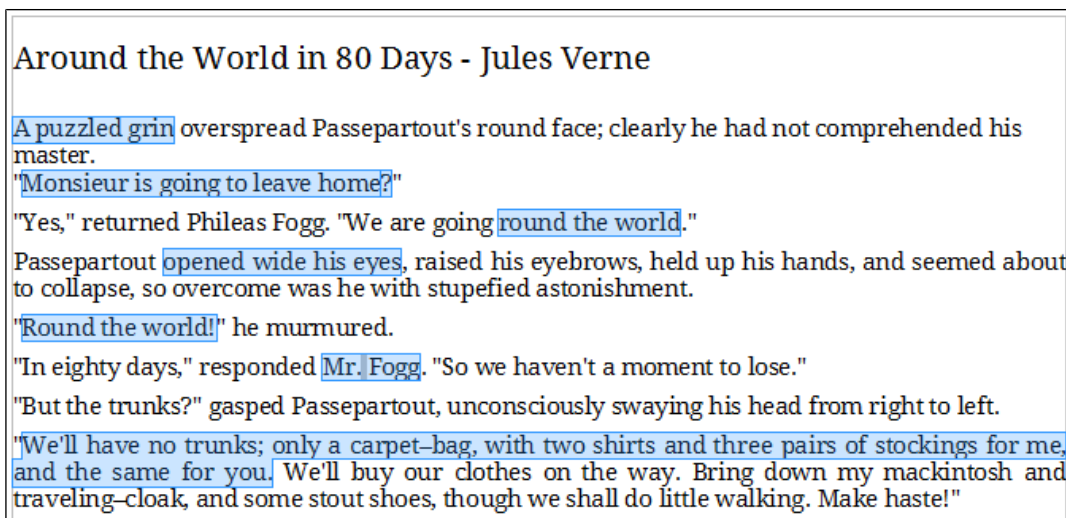 Around the World in 80 Days - Jules Verne
A puzzled grin overspread Passepartout's round face; clearly he had not comprehended his
master.
"Monsieur is going to leave home?"
"Yes," returned Phileas Fogg. "We are going round the world."
Passepartout opened wide his eyes, raised his eyebrows, held up his hands, and seemed about
to collapse, so overcome was he with stupefied astonishment.
"Round the world!" he murmured.
"In eighty days," responded Mr. Fogg. "So we haven't a moment to lose."
"But the trunks?" gasped Passepartout, unconsciously swaying his head from right to left.
"We'll have no trunks; only a carpet–bag, with two shirts and three pairs of stockings for me,
and the same for you. We'll buy our clothes on the way. Bring down my mackintosh and
traveling–cloak, and some stout shoes, though we shall do little walking. Make haste!"